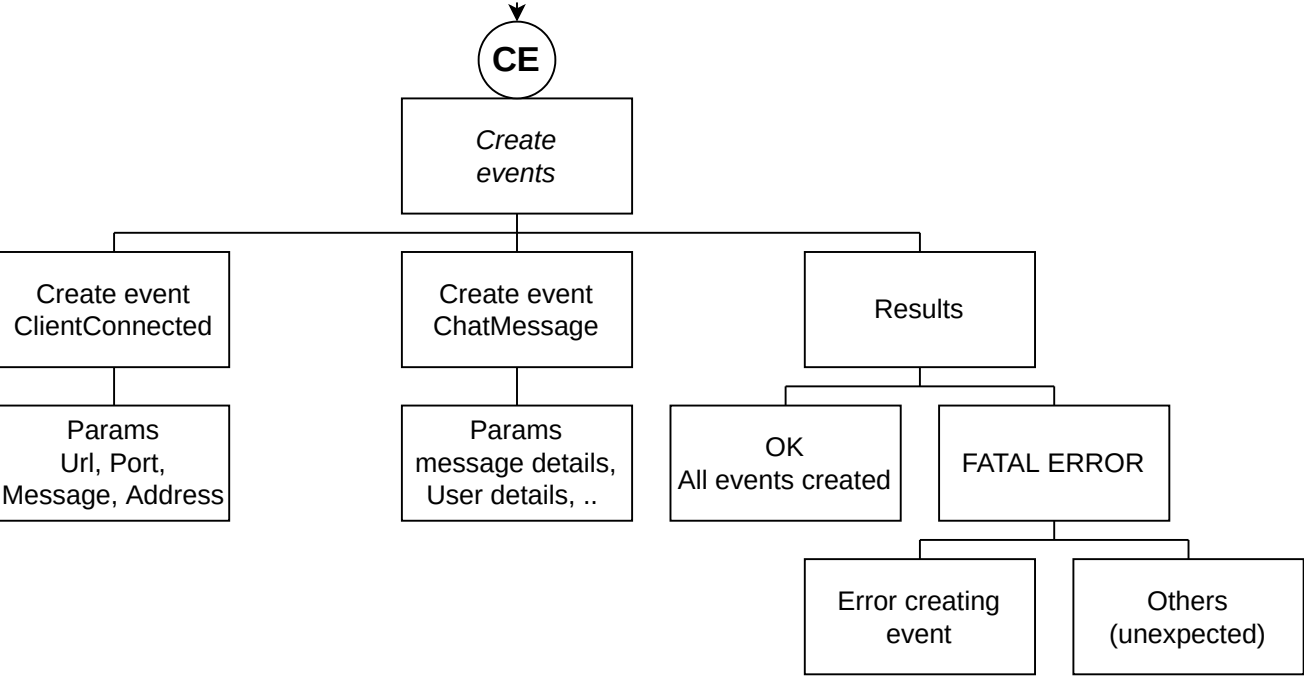 CE
Create
events
Create event
ClientConnected
Create event
ChatMessage
Results
Params
Url, Port,
Message, Address
Params
message details,
User details, ..
OK
All events created
FATAL ERROR
Error creating
event
Others
(unexpected)